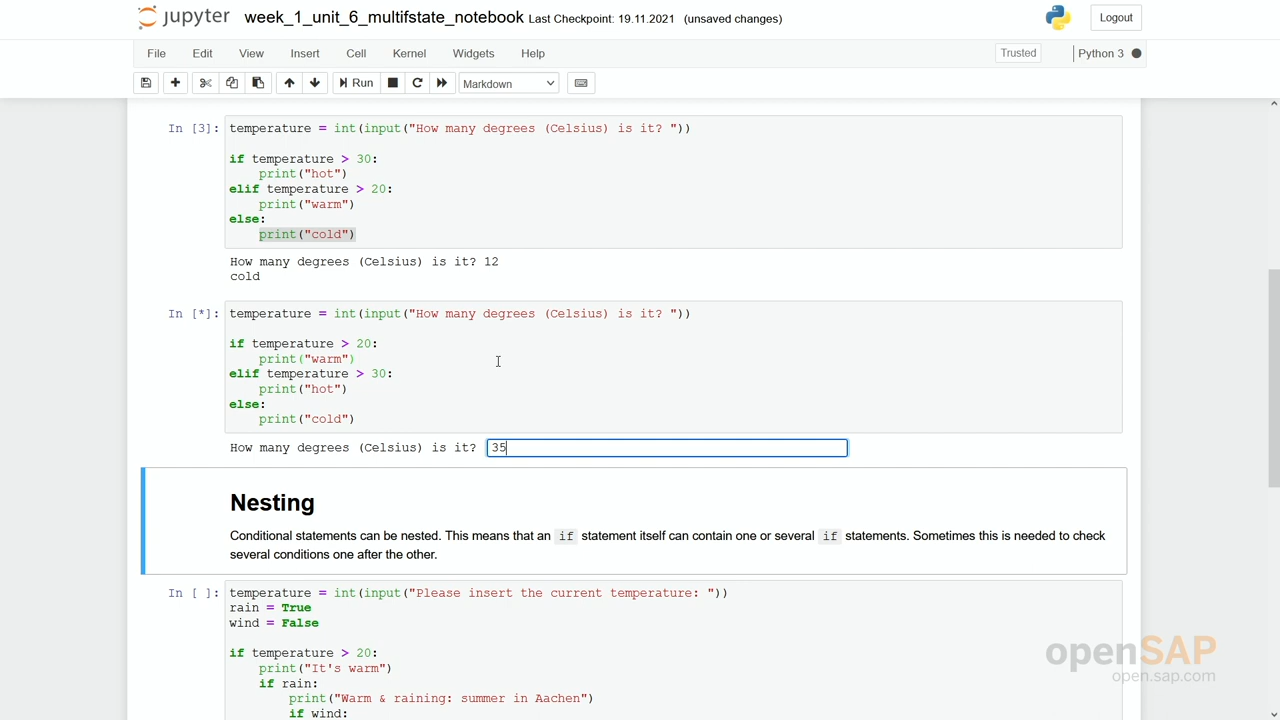 jupyter week_1_unit_6_multifstate_notebook Last Checkpoint: 19.11.2021 (unsaved changes) Logout
File Edit View Insert Cell Kernel Widgets Help Trusted Python 3
Run Markdown
In [3]: temperature = int(input("How many degrees (Celsius) is it? "))
if temperature > 30:
print("hot")
elif temperature > 20:
print("warm")
else:
print("cold")
How many degrees (Celsius) is it? 12
cold
In [*]: temperature = int(input("How many degrees (Celsius) is it? "))
if temperature > 20:
print("warm")
elif temperature > 30:
print("hot")
else:
print("cold")
How many degrees (Celsius) is it? 35
Nesting
Conditional statements can be nested. This means that an if statement itself can contain one or several if statements. Sometimes this is needed to check
several conditions one after the other.
In [ ]: temperature = int(input("Please insert the current temperature: "))
rain = True
wind = False
if temperature > 20:
print("It's warm")
if rain:
print("Warm & raining: summer in Aachen")
if wind:
openSAP
open.sap.com